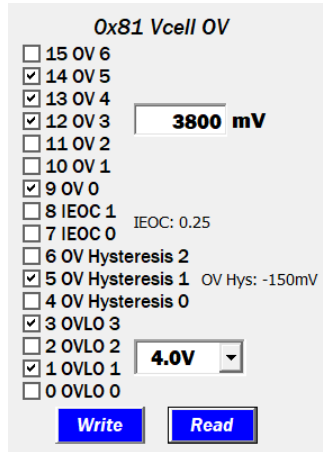 0x81 Vcell OV
15 OV 6
14 OV 5
13 OV 4
12 OV 3 3800 mV
11 OV 2
10 OV 1
9 OV 0
8 IEOC 1 IEOC: 0.25
7 IEOC 0
6 OV Hysteresis 2
5 OV Hysteresis 1 OV Hys: -150mV
4 OV Hysteresis 0
3 OVLO 3
2 OVLO 2 4.0V
1 OVLO 1
0 OVLO 0
Write Read